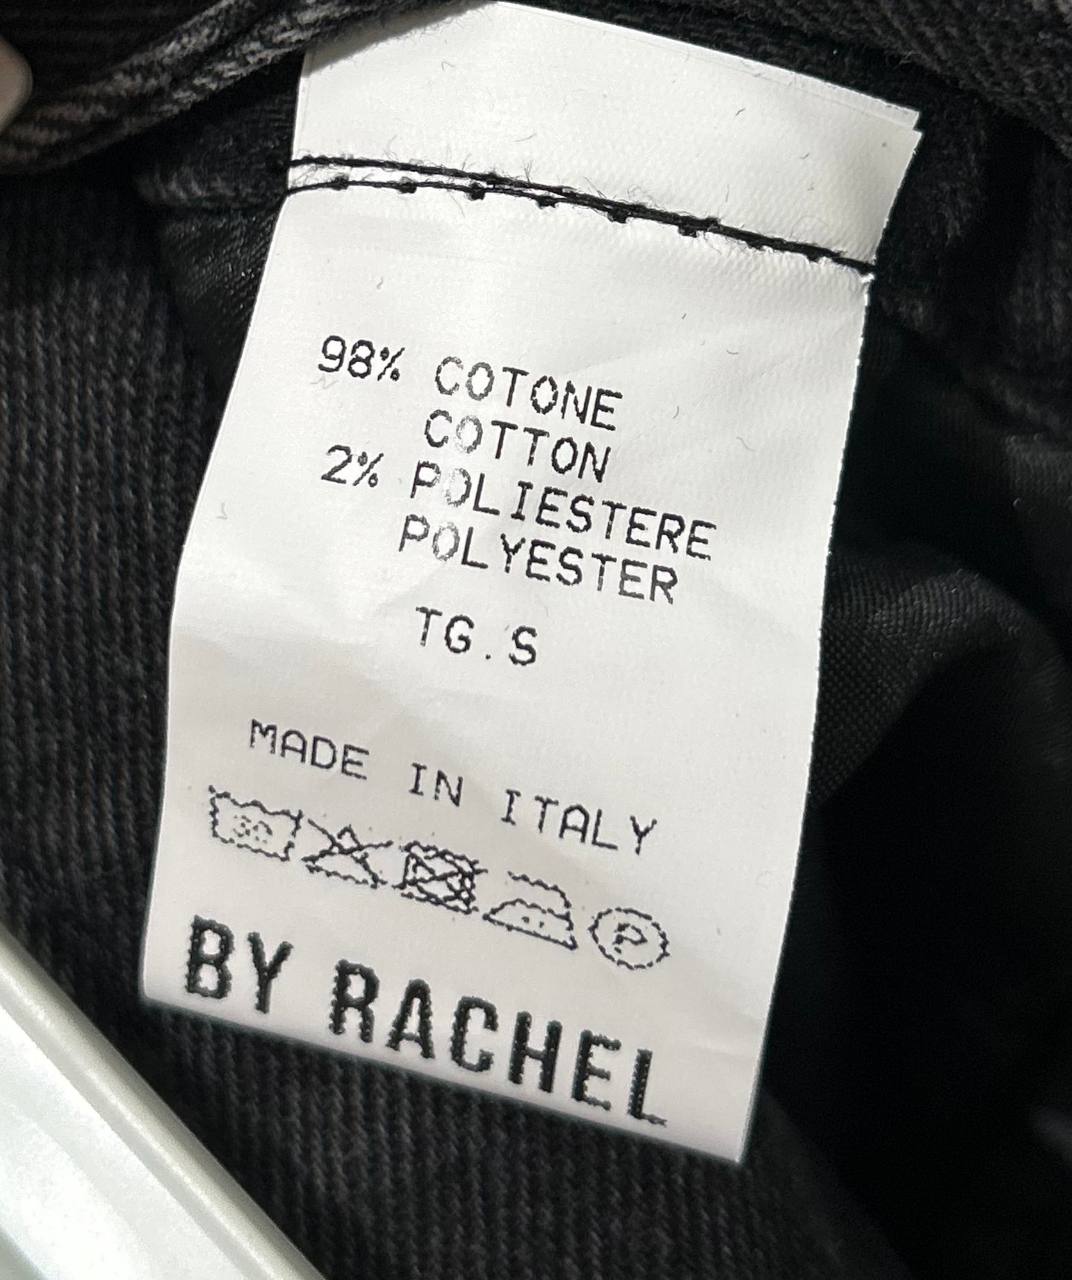 98% COTONE
COTTON
2% POLIESTERE
POLYESTER
TG.S
MADE IN ITALY
30
P
BY RACHEL